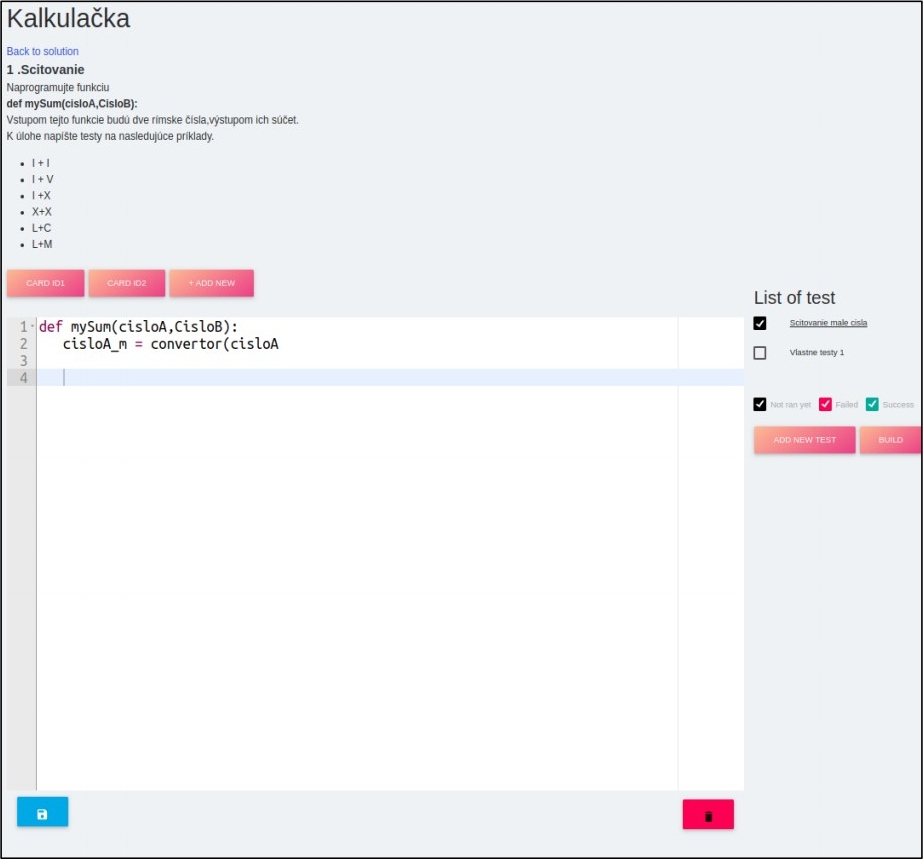 Kalkulačka
Back to solution
1 .Scitovanie
Naprogramujte funkciu
def mySum(cisloA,CisloB):
Vstupom tejto funkcie budú dve rímske čísla,výstupom ich súčet.
K úlohe napíšte testy na nasledujúce príklady.
I + I
I + V
I +X
X+X
L+C
L+M
CARD ID1 CARD ID2 + ADD NEW
1 def mySum(cisloA,CisloB):
2 cisloA_m = convertor(cisloA
3
4
List of test
Scitovanie male cisla
Vlastne testy 1
Not ran yet Failed Success
ADD NEW TEST BUILD